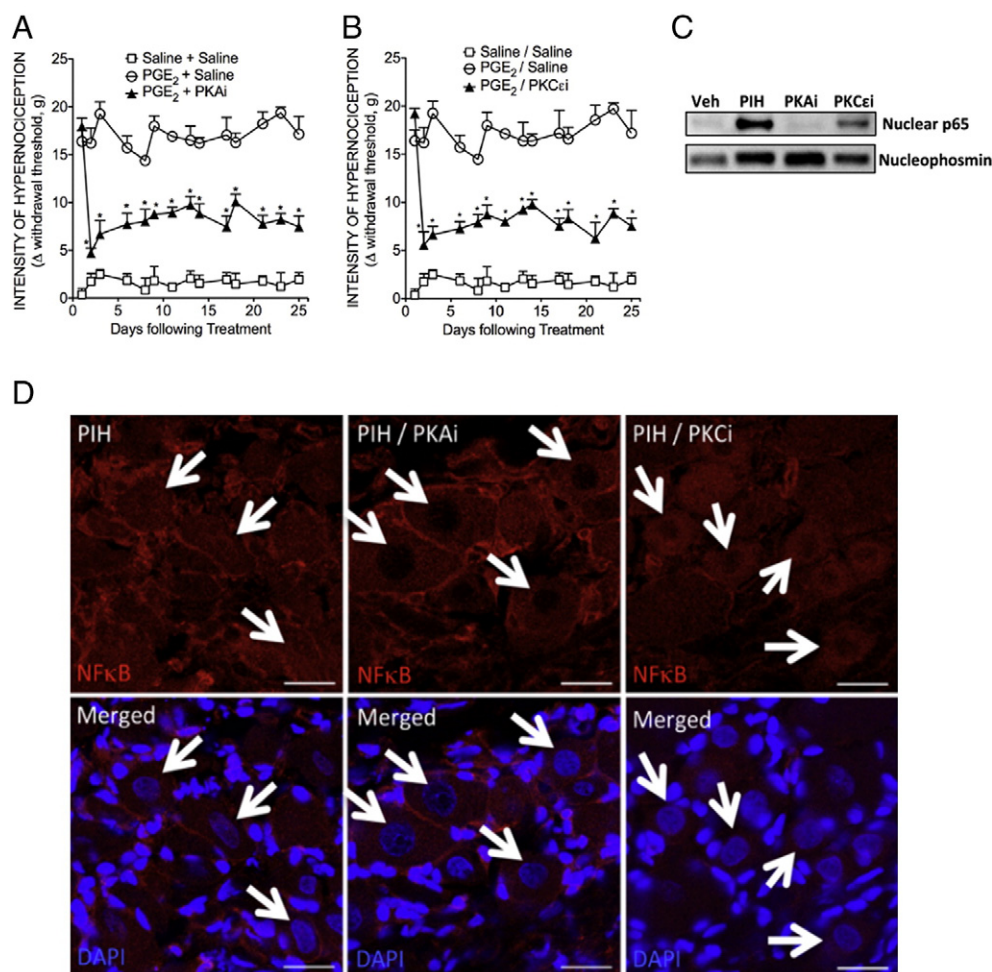 A
INTENSITY OF HYPERNOCICEPTION
(Δ withdrawal threshold, g)
25
20
15
10
5
0
Saline + Saline
PGE₂ + Saline
PGE₂ + PKAi
* * * * * * * * * * * * *
0 5 10 15 20 25
Days following Treatment
B
INTENSITY OF HYPERNOCICEPTION
(Δ withdrawal threshold, g)
25
20
15
10
5
0
Saline / Saline
PGE₂ / Saline
PGE₂ / PKCεi
* * * * * * * * * * * * *
0 5 10 15 20 25
Days following Treatment
C
Veh PIH PKAi PKCεi
Nuclear p65
Nucleophosmin
D
PIH
NFκB
PIH / PKAi
NFκB
PIH / PKCi
NFκB
Merged
DAPI
Merged
DAPI
Merged
DAPI